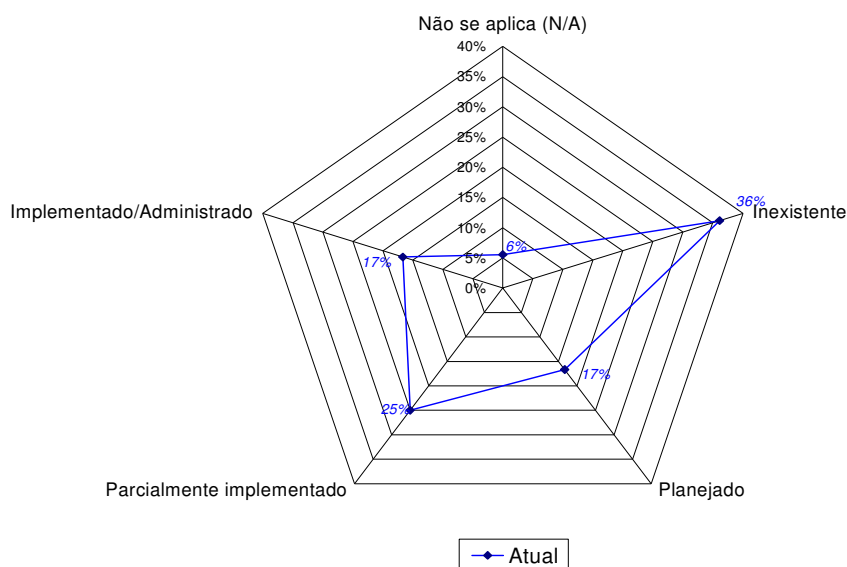 Não se aplica (N/A)
40%
35%
30%
25%
20%
15%
10%
5%
0%
36%
Inexistente
Implementado/Administrado
6%
17%
17%
25%
Parcialmente implementado
Planejado
Atual